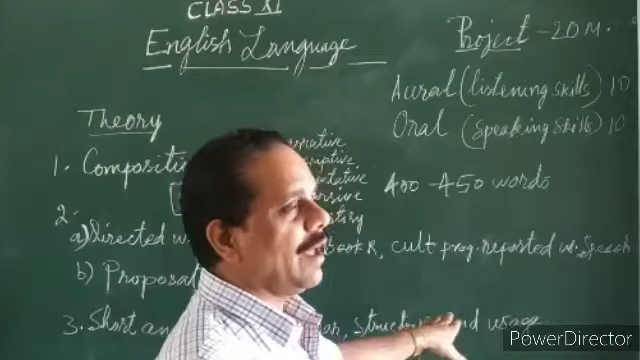 CLASS XI
English Language
Project - 20 M.
Aural (listening skills) 10
Oral (Speaking skills) 10
Theory
1. Compositi
400 - 450 words
2.
a) Directed w Book R, cult prog. reported w. Speech
b) Proposal
3. Short an structure and usage
PowerDirector